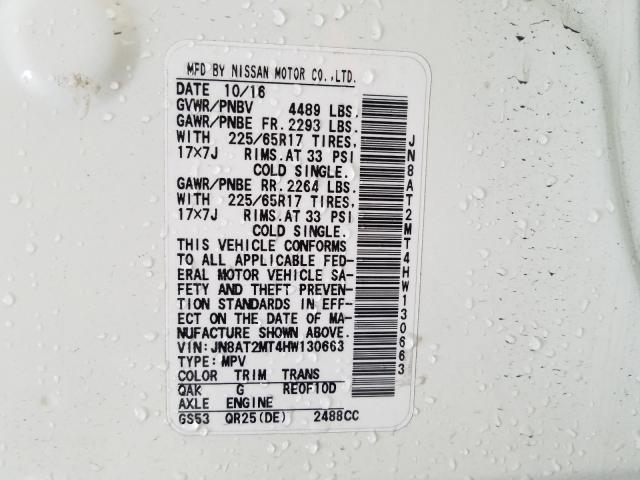 MFD BY NISSAN MOTOR CO.,LTD.
DATE 10/16
GVWR/PNBV 4489 LBS.
GAWR/PNBE FR.2293 LBS.
WITH 225/65R17 TIRES,
17×7J RIMS.AT 33 PSI
COLD SINGLE.
GAWR/PNBE RR.2264 LBS.
WITH 225/65R17 TIRES,
17×7J RIMS.AT 33 PSI
COLD SINGLE.
THIS VEHICLE CONFORMS
TO ALL APPLICABLE FED-
ERAL MOTOR VEHICLE SA-
FETY AND THEFT PREVEN-
TION STANDARDS IN EFF-
ECT ON THE DATE OF MA-
NUFACTURE SHOWN ABOVE.
VIN:JN8AT2MT4HW130663
TYPE:MPV
COLOR TRIM TRANS
QAK G RE0F10D
AXLE ENGINE
GS53 QR25(DE) 2488CC
JN8AT2MT4HW130663